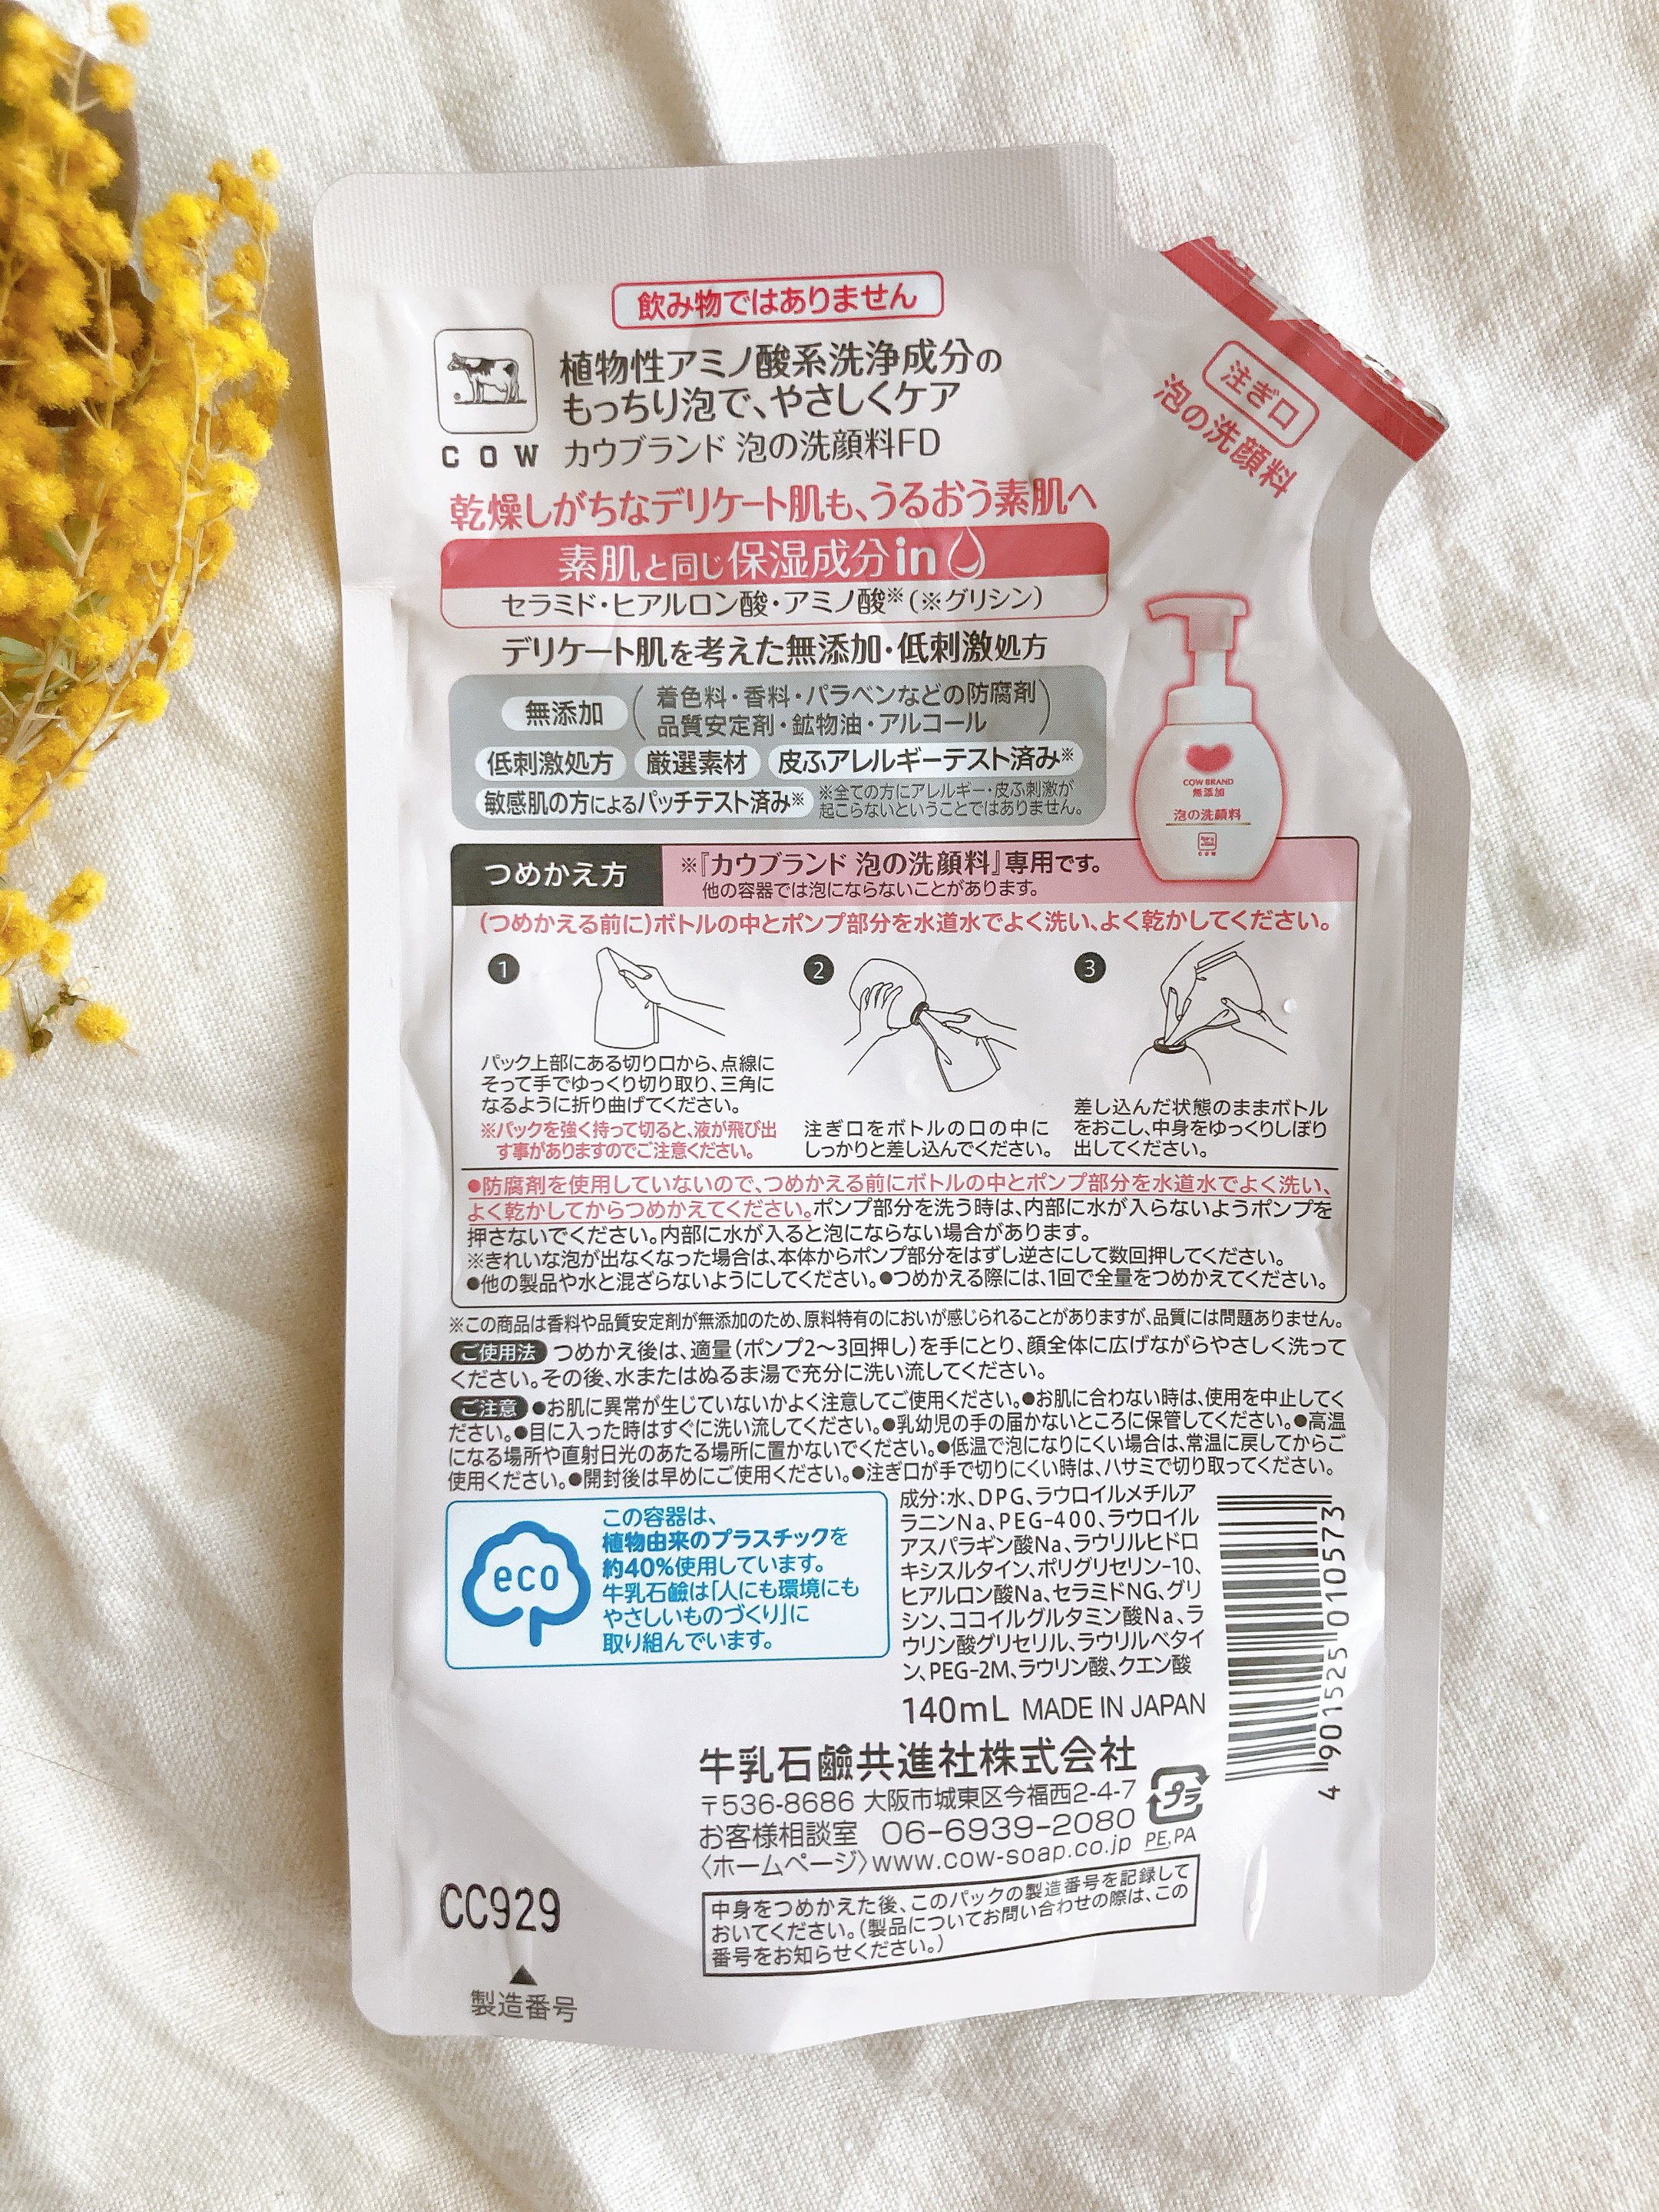 飲み物ではありません
植物性アミノ酸系洗浄成分の
もっちり泡で、やさしくケア
COW カウブランド 泡の洗顔料FD
注ぎ口
泡の洗顔料
乾燥しがちなデリケート肌も、うるおう素肌へ
素肌と同じ保湿成分in
セラミド・ヒアルロン酸・アミノ酸※(※グリシン)
デリケート肌を考えた無添加・低刺激処方
無添加 (着色料・香料・パラベンなどの防腐剤
品質安定剤・鉱物油・アルコール)
低刺激処方 厳選素材 皮ふアレルギーテスト済み※
敏感肌の方によるパッチテスト済み※ ※全ての方にアレルギー・皮ふ刺激が
起こらないということではありません。
COW BRAND
無添加
泡の洗顔料
COW
つめかえ方 ※『カウブランド 泡の洗顔料』専用です。
他の容器では泡にならないことがあります。
(つめかえる前に)ボトルの中とポンプ部分を水道水でよく洗い、よく乾かしてください。
1
パック上部にある切り口から、点線に
そって手でゆっくり切り取り、三角に
なるように折り曲げてください。
※パックを強く持って切ると、液が飛び出
す事がありますのでご注意ください。
2
注ぎ口をボトルの口の中に
しっかりと差し込んでください。
3
差し込んだ状態のままボトル
をおこし、中身をゆっくりしぼり
出してください。
●防腐剤を使用していないので、つめかえる前にボトルの中とポンプ部分を水道水でよく洗い、
よく乾かしてからつめかえてください。ポンプ部分を洗う時は、内部に水が入らないようポンプを
押さないでください。内部に水が入ると泡にならない場合があります。
※きれいな泡が出なくなった場合は、本体からポンプ部分をはずし逆さにして数回押してください。
●他の製品や水と混ざらないようにしてください。●つめかえる際には、1回で全量をつめかえてください。
※この商品は香料や品質安定剤が無添加のため、原料特有のにおいが感じられることがありますが、品質には問題ありません。
ご使用法 つめかえ後は、適量(ポンプ2〜3回押し)を手にとり、顔全体に広げながらやさしく洗って
ください。その後、水またはぬるま湯で充分に洗い流してください。
ご注意 ●お肌に異常が生じていないかよく注意してご使用ください。●お肌に合わない時は、使用を中止してく
ださい。●目に入った時はすぐに洗い流してください。●乳幼児の手の届かないところに保管してください。●高温
になる場所や直射日光のあたる場所に置かないでください。●低温で泡になりにくい場合は、常温に戻してからご
使用ください。●開封後は早めにご使用ください。●注ぎ口が手で切りにくい時は、ハサミで切り取ってください。
eco
この容器は、
植物由来のプラスチックを
約40%使用しています。
牛乳石鹼は「人にも環境にも
やさしいものづくり」に
取り組んでいます。
成分:水、DPG、ラウロイルメチルア
ラニンNa、PEG-400、ラウロイル
アスパラギン酸Na、ラウリルヒドロ
キシスルタイン、ポリグリセリン-10、
ヒアルロン酸Na、セラミドNG、グリ
シン、ココイルグルタミン酸Na、ラ
ウリン酸グリセリル、ラウリルベタイ
ン、PEG-2M、ラウリン酸、クエン酸
140mL MADE IN JAPAN
4 901525 010573
牛乳石鹼共進社株式会社
〒536-8686 大阪市城東区今福西2-4-7
お客様相談室 06-6939-2080
〈ホームページ〉www.cow-soap.co.jp
プラ
PE,PA
中身をつめかえた後、このパックの製造番号を記録して
おいてください。(製品についてお問い合わせの際は、この
番号をお知らせください。)
CC929
▲
製造番号